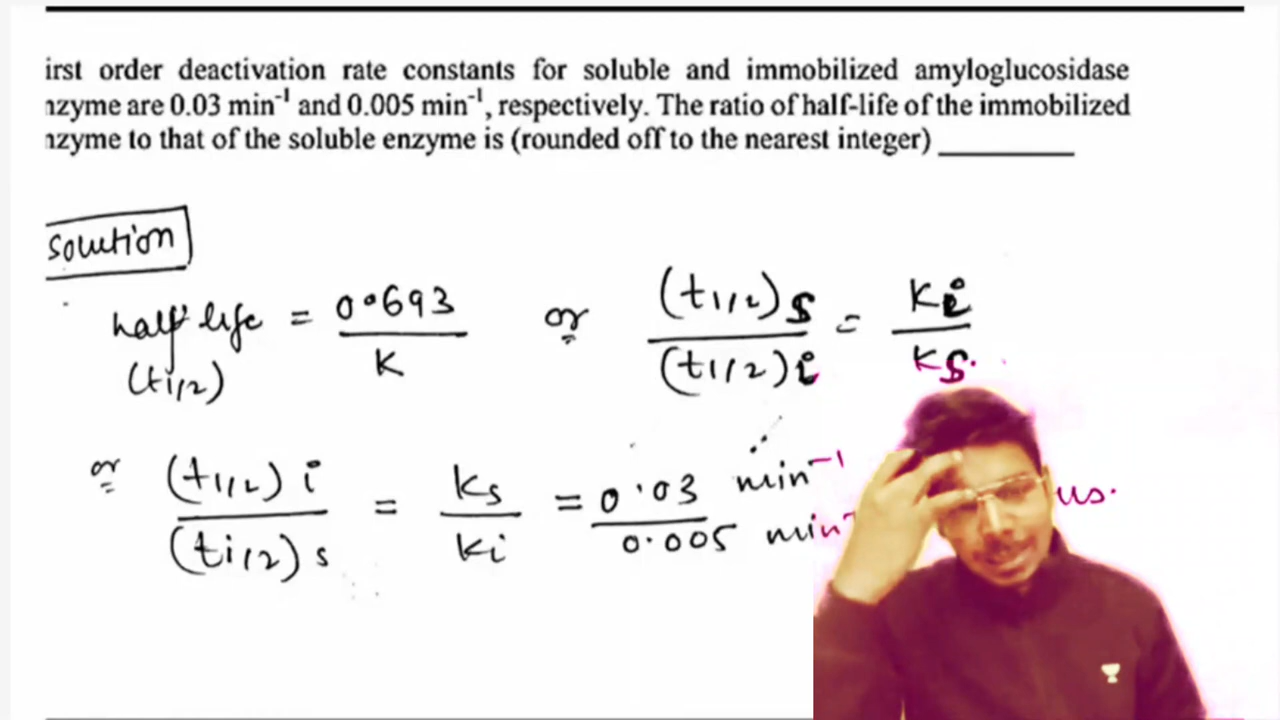 irst order deactivation rate constants for soluble and immobilized amyloglucosidase
nzyme are 0.03 min⁻¹ and 0.005 min⁻¹, respectively. The ratio of half-life of the immobilized
nzyme to that of the soluble enzyme is (rounded off to the nearest integer) __________
Solution
half life (t1/2) = 0.693 / K or (t1/2)s / (t1/2)i = Ki / Ks.
or (t1/2)i / (t1/2)s = Ks / Ki = 0.03 min⁻¹ / 0.005 min⁻ us.